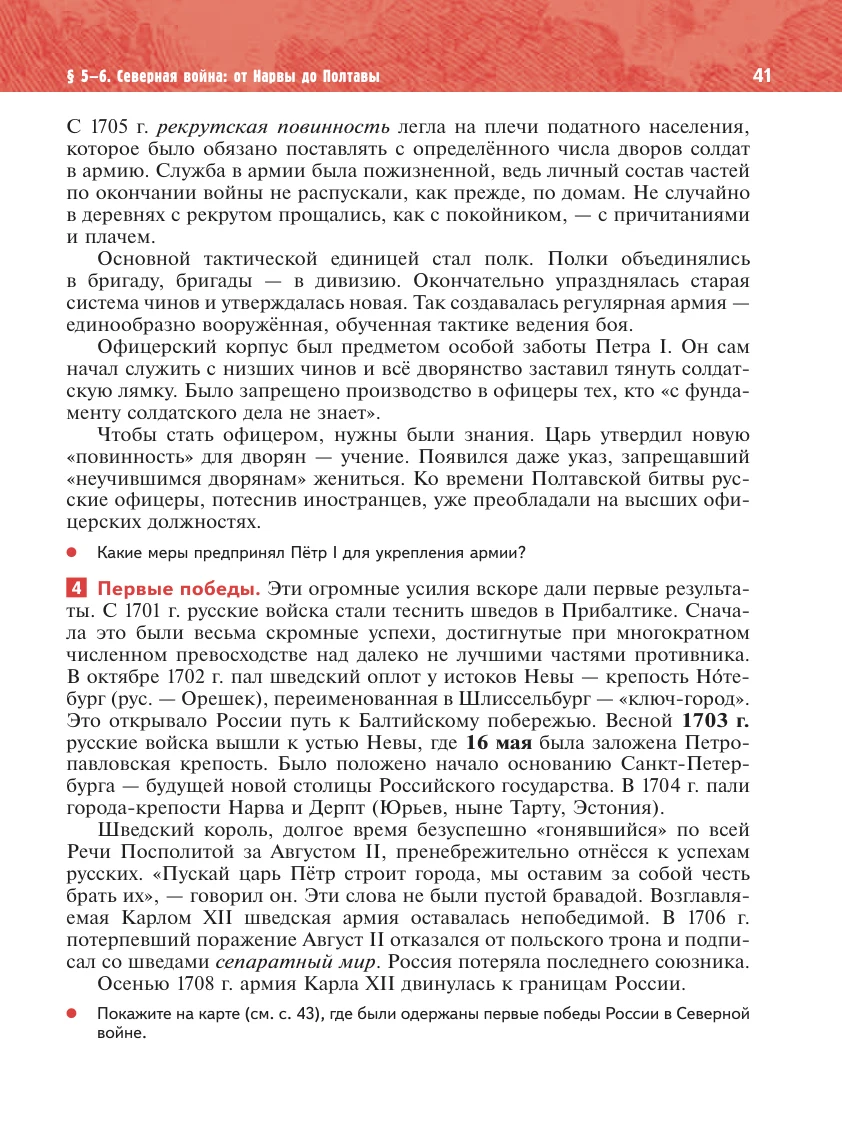 § 5–6. Северная война: от Нарвы до Полтавы 41
С 1705 г. рекрутская повинность легла на плечи податного населения,
которое было обязано поставлять с определённого числа дворов солдат
в армию. Служба в армии была пожизненной, ведь личный состав частей
по окончании войны не распускали, как прежде, по домам. Не случайно
в деревнях с рекрутом прощались, как с покойником, — с причитаниями
и плачем.
Основной тактической единицей стал полк. Полки объединялись
в бригаду, бригады — в дивизию. Окончательно упразднялась старая
система чинов и утверждалась новая. Так создавалась регулярная армия —
единообразно вооружённая, обученная тактике ведения боя.
Офицерский корпус был предметом особой заботы Петра I. Он сам
начал служить с низших чинов и всё дворянство заставил тянуть солдат-
скую лямку. Было запрещено производство в офицеры тех, кто «с фунда-
менту солдатского дела не знает».
Чтобы стать офицером, нужны были знания. Царь утвердил новую
«повинность» для дворян — учение. Появился даже указ, запрещавший
«неучившимся дворянам» жениться. Ко времени Полтавской битвы рус-
ские офицеры, потеснив иностранцев, уже преобладали на высших офи-
церских должностях.
● Какие меры предпринял Пётр I для укрепления армии?
4 Первые победы. Эти огромные усилия вскоре дали первые результа-
ты. С 1701 г. русские войска стали теснить шведов в Прибалтике. Снача-
ла это были весьма скромные успехи, достигнутые при многократном
численном превосходстве над далеко не лучшими частями противника.
В октябре 1702 г. пал шведский оплот у истоков Невы — крепость Но́те-
бург (рус. — Орешек), переименованная в Шлиссельбург — «ключ-город».
Это открывало России путь к Балтийскому побережью. Весной 1703 г.
русские войска вышли к устью Невы, где 16 мая была заложена Петро-
павловская крепость. Было положено начало основанию Санкт-Петер-
бурга — будущей новой столицы Российского государства. В 1704 г. пали
города-крепости Нарва и Дерпт (Юрьев, ныне Тарту, Эстония).
Шведский король, долгое время безуспешно «гонявшийся» по всей
Речи Посполитой за Августом II, пренебрежительно отнёсся к успехам
русских. «Пускай царь Пётр строит города, мы оставим за собой честь
брать их», — говорил он. Эти слова не были пустой бравадой. Возглавля-
емая Карлом XII шведская армия оставалась непобедимой. В 1706 г.
потерпевший поражение Август II отказался от польского трона и подпи-
сал со шведами сепаратный мир. Россия потеряла последнего союзника.
Осенью 1708 г. армия Карла XII двинулась к границам России.
● Покажите на карте (см. с. 43), где были одержаны первые победы России в Северной
войне.